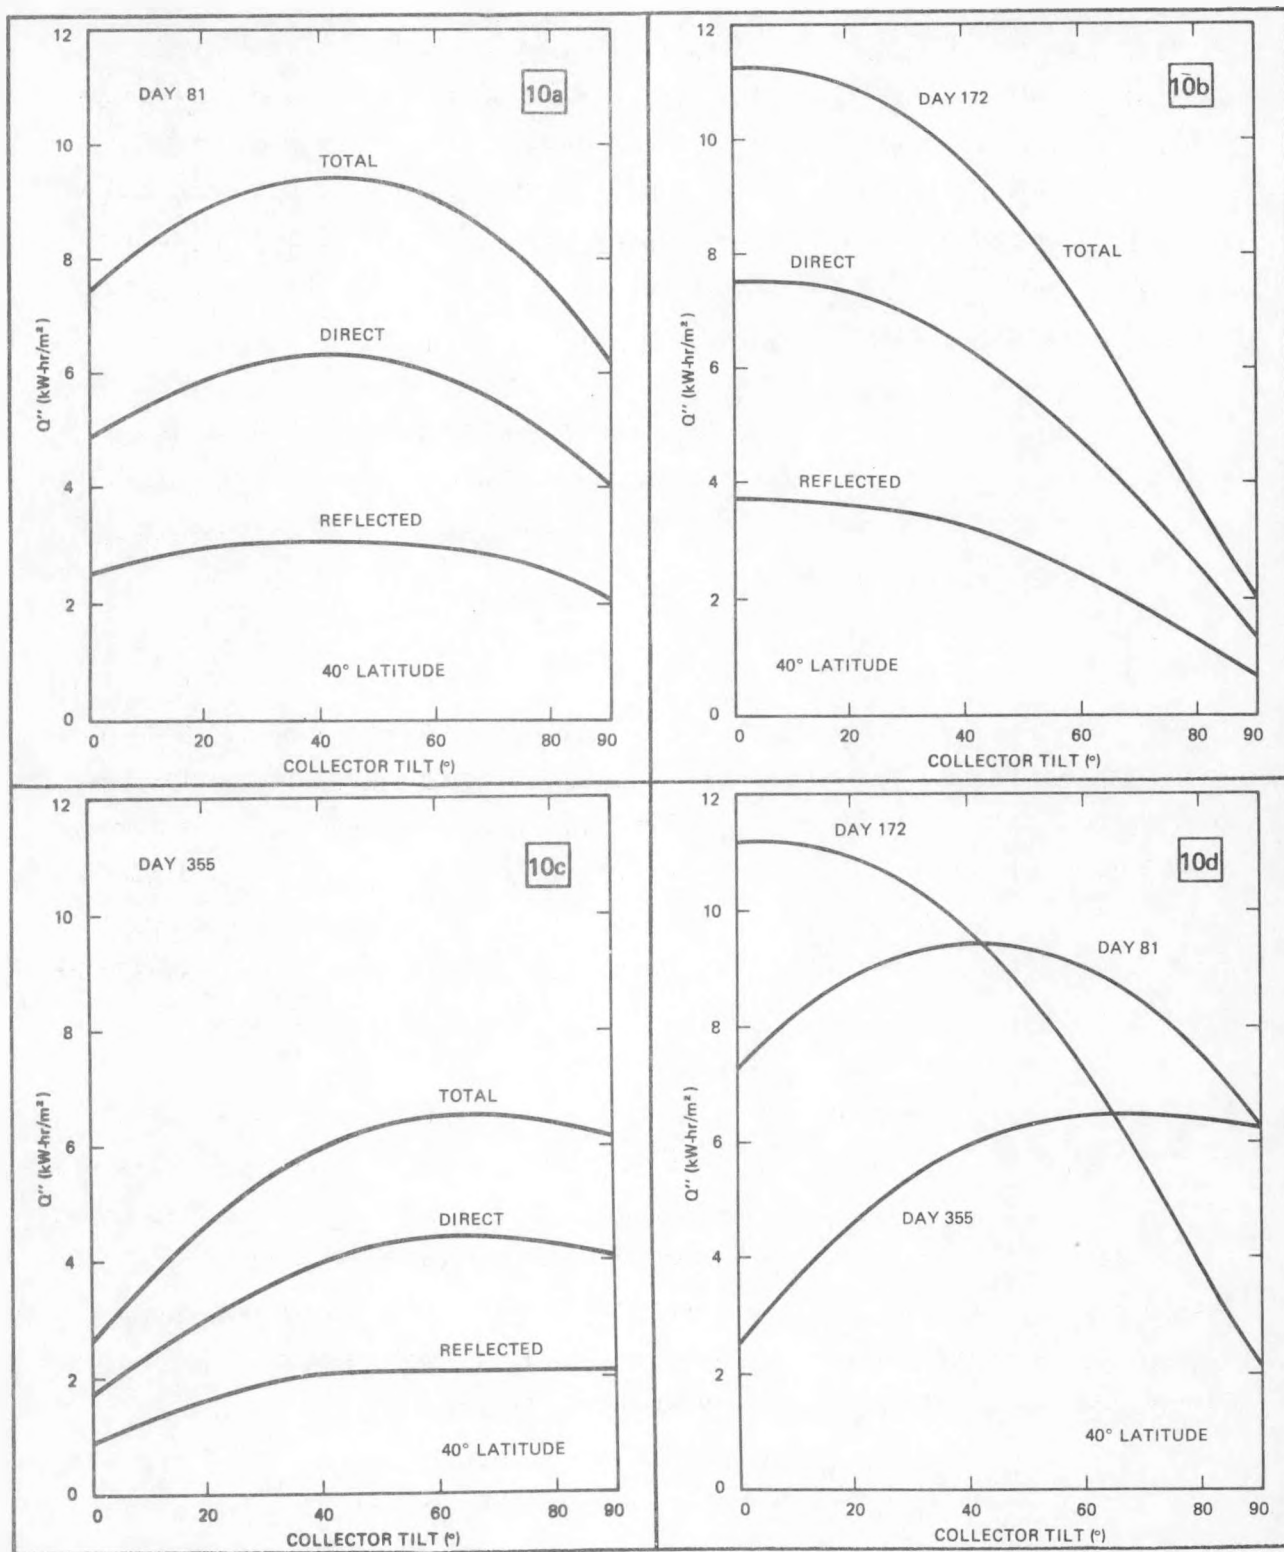 12
DAY 81
10a
10
TOTAL
8
DIRECT
Q'' (kW-hr/m²)
6
4
REFLECTED
2
40° LATITUDE
0
0 20 40 60 80 90
COLLECTOR TILT (°)
12
10b
DAY 172
10
TOTAL
DIRECT
8
Q'' (kW-hr/m²)
6
REFLECTED
4
2
40° LATITUDE
0
0 20 40 60 80 90
COLLECTOR TILT (°)
12
DAY 355
10c
10
8
TOTAL
Q'' (kW-hr/m²)
6
DIRECT
4
REFLECTED
2
40° LATITUDE
0
0 20 40 60 80 90
COLLECTOR TILT (°)
12
DAY 172
10d
10
DAY 81
8
Q'' (kW-hr/m²)
6
DAY 355
4
2
40° LATITUDE
0
0 20 40 60 80 90
COLLECTOR TILT (°)